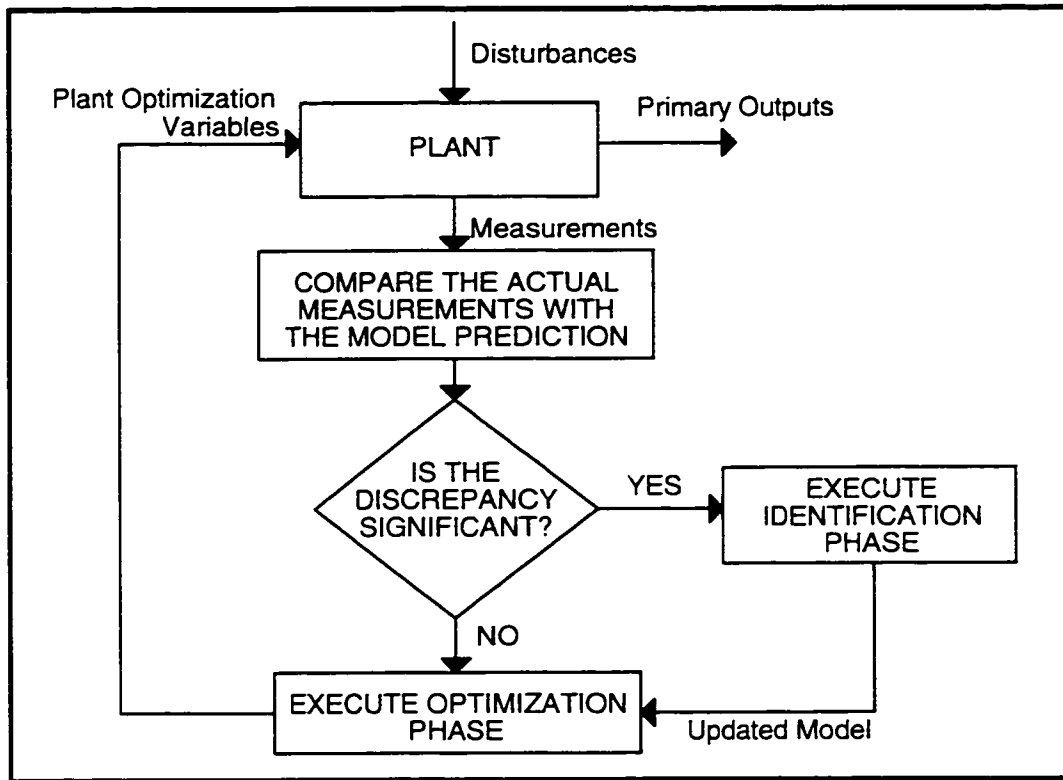 Disturbances
Plant Optimization
Variables
Primary Outputs
PLANT
Measurements
COMPARE THE ACTUAL
MEASUREMENTS WITH
THE MODEL PREDICTION
IS THE
DISCREPANCY
SIGNIFICANT?
YES
EXECUTE
IDENTIFICATION
PHASE
NO
EXECUTE OPTIMIZATION
PHASE
Updated Model